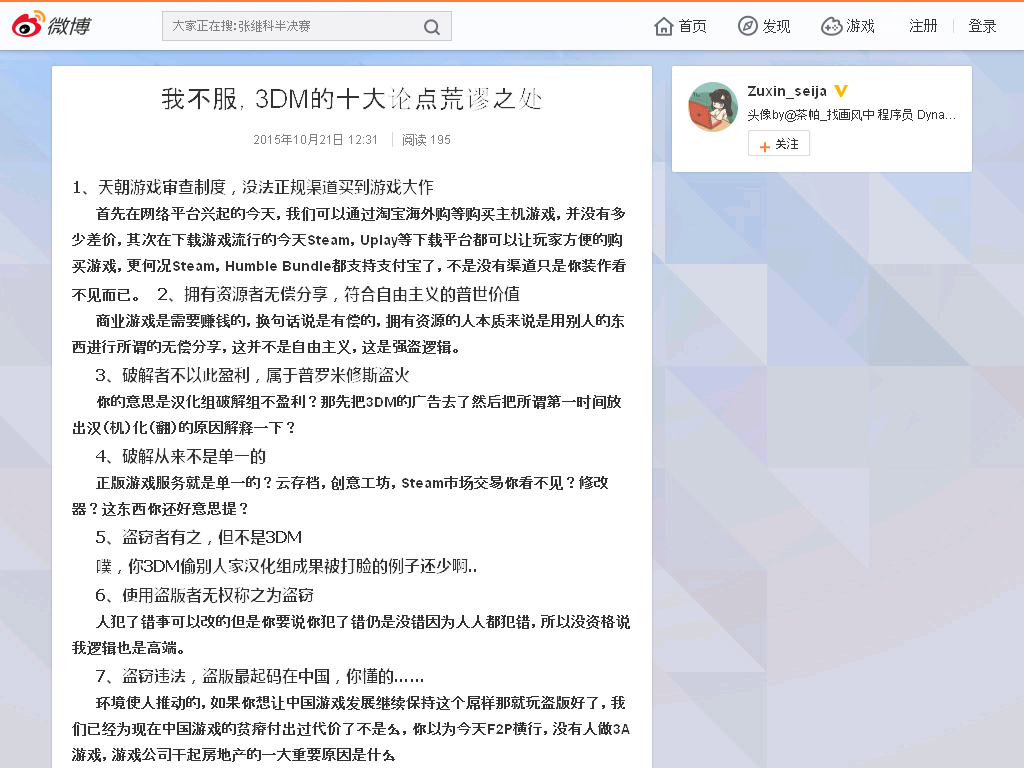 微博
大家正在搜:张继科半决赛
首页
发现
游戏
注册
登录
我不服, 3DM的十大论点荒谬之处
2015年10月21日 12:31
阅读 195
Zuxin_seija
头像by@茶帕_找画风中 程序员 Dyna...
+ 关注
1、天朝游戏审查制度，没法正规渠道买到游戏大作
首先在网络平台兴起的今天, 我们可以通过淘宝海外购等购买主机游戏, 并没有多
少差价, 其次在下载游戏流行的今天Steam, Uplay等下载平台都可以让玩家方便的购
买游戏, 更何况Steam, Humble Bundle都支持支付宝了, 不是没有渠道只是你装作看
不见而已。 2、拥有资源者无偿分享，符合自由主义的普世价值
商业游戏是需要赚钱的, 换句话说是有偿的, 拥有资源的人本质来说是用别人的东
西进行所谓的无偿分享, 这并不是自由主义, 这是强盗逻辑。
3、破解者不以此盈利，属于普罗米修斯盗火
你的意思是汉化组破解组不盈利？那先把3DM的广告去了然后把所谓第一时间放
出汉(机)化(翻)的原因解释一下？
4、破解从来不是单一的
正版游戏服务就是单一的？云存档, 创意工坊, Steam市场交易你看不见？修改
器？这东西你还好意思提？
5、盗窃者有之，但不是3DM
噗，你3DM偷别人家汉化组成果被打脸的例子还少啊..
6、使用盗版者无权称之为盗窃
人犯了错事可以改的但是你要说你犯了错仍是没错因为人人都犯错, 所以没资格说
我逻辑也是高端。
7、盗窃违法，盗版最起码在中国，你懂的......
环境使人推动的, 如果你想让中国游戏发展继续保持这个屌样那就玩盗版好了, 我
们已经为现在中国游戏的贫瘠付出过代价了不是么, 你以为今天F2P横行, 没有人做3A
游戏, 游戏公司干起房地产的一大重要原因是什么